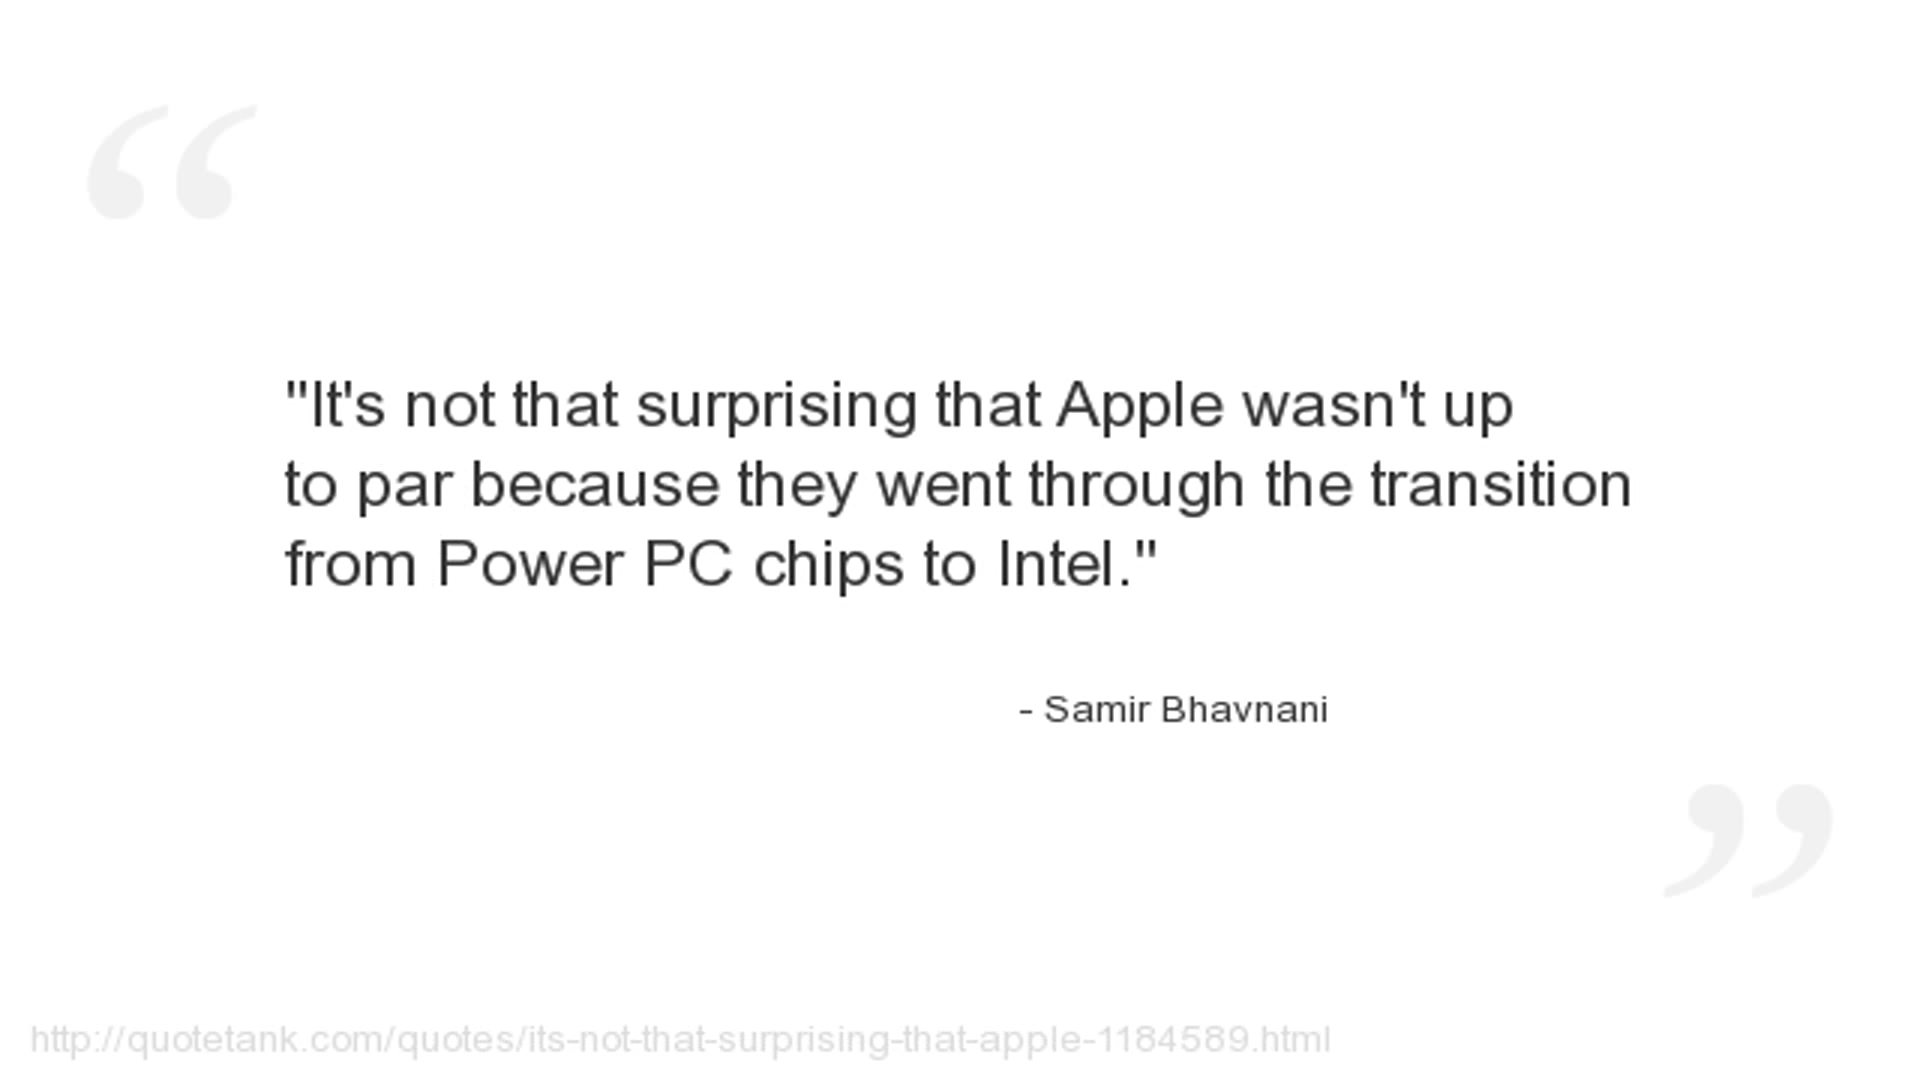 "It's not that surprising that Apple wasn't up
to par because they went through the transition
from Power PC chips to Intel."
- Samir Bhavnani
http://quotetank.com/quotes/its-not-that-surprising-that-apple-1184589.html